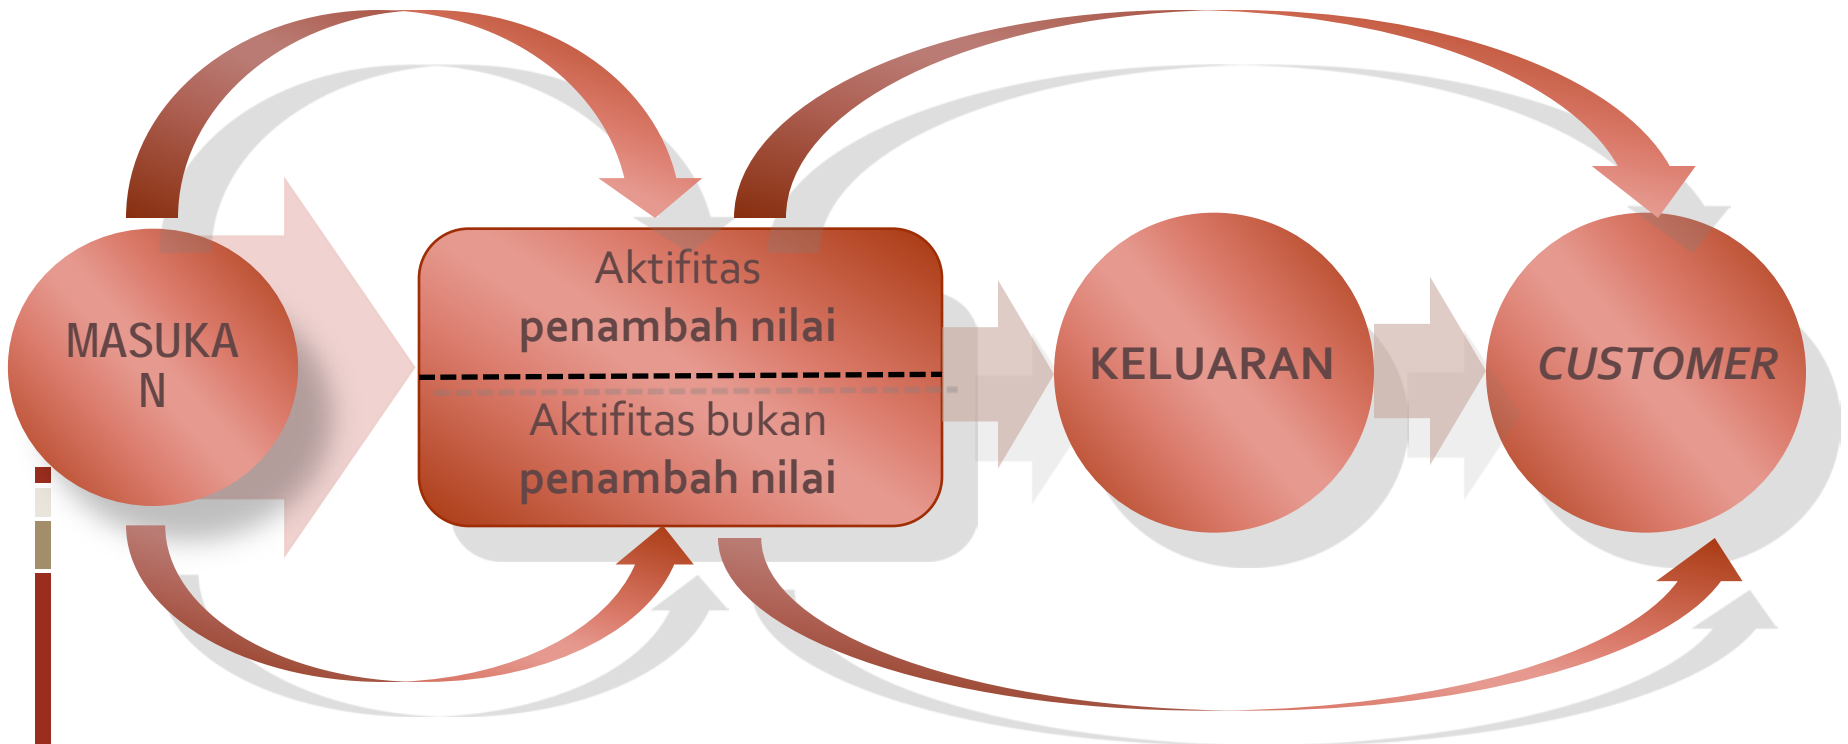 MASUKA
N
Aktifitas
penambah nilai
Aktifitas bukan
penambah nilai
KELUARAN
CUSTOMER